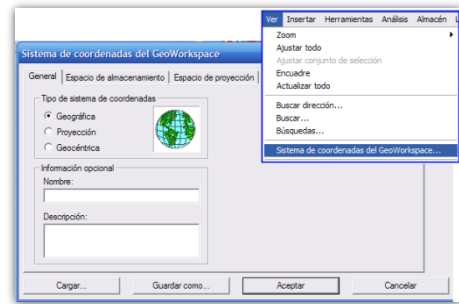 Ver Insertar Herramientas Análisis Almacén
Zoom
Ajustar todo
Ajustar conjunto de selección
Encuadre
Actualizar todo
Buscar dirección...
Buscar...
Búsquedas...
Sistema de coordenadas del GeoWorkspace...
Sistema de coordenadas del GeoWorkspace
General Espacio de almacenamiento Espacio de proyección
Tipo de sistema de coordenadas
Geográfica
Proyección
Geocéntrica
Información opcional
Nombre:
Descripción:
Cargar... Guardar como... Aceptar Cancelar